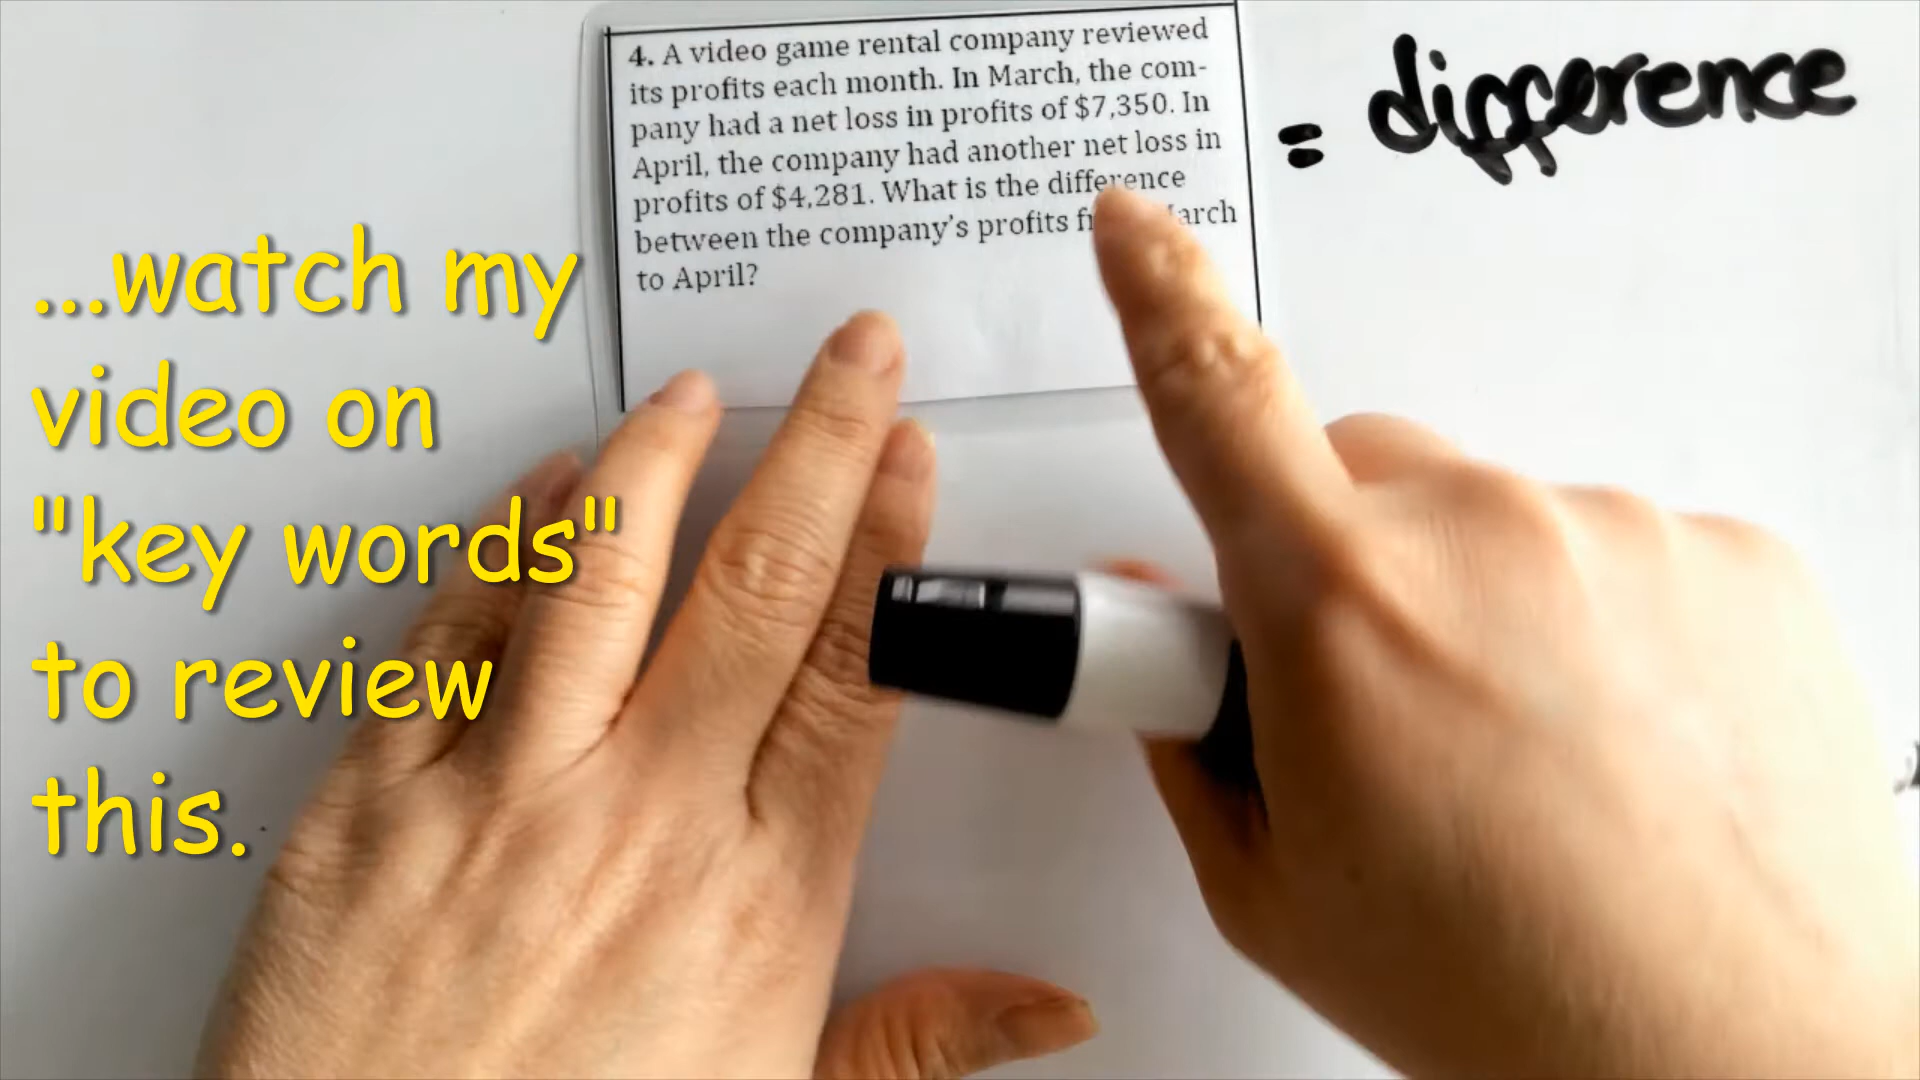 4. A video game rental company reviewed
its profits each month. In March, the com-
pany had a net loss in profits of $7,350. In
April, the company had another net loss in
profits of $4,281. What is the difference
between the company's profits
to April?
= difference
...watch my
video on
"key words"
to review
this.